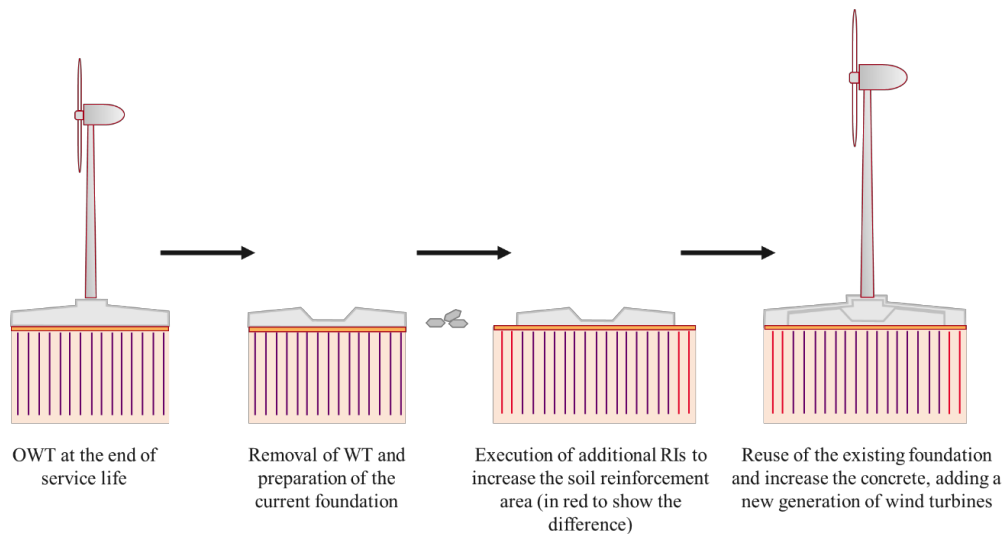 OWT at the end of
service life
Removal of WT and
preparation of the
current foundation
Execution of additional RIs to
increase the soil reinforcement
area (in red to show the
difference)
Reuse of the existing foundation
and increase the concrete, adding a
new generation of wind turbines